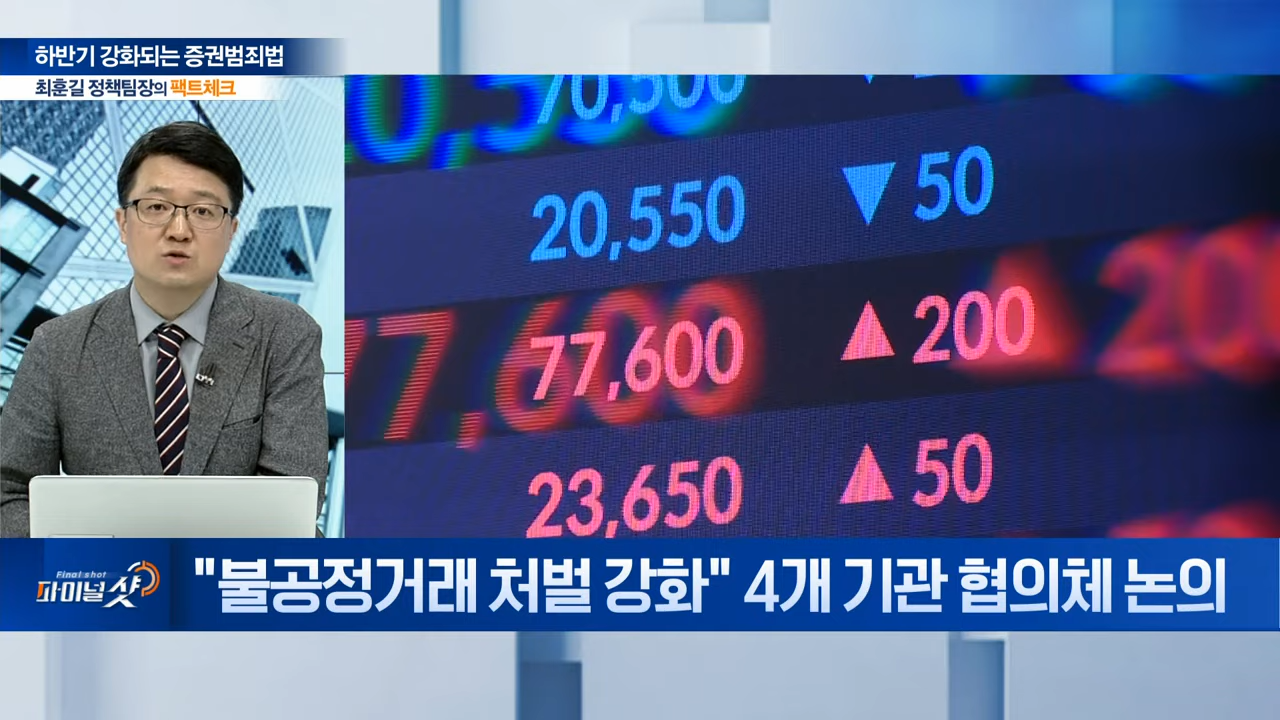 하반기 강화되는 증권범죄법
최훈길 정책팀장의 팩트체크
70,500 ▼
20,550 ▼ 50
77,600 ▲ 200
23,650 ▲ 50
Final shot
파이널샷
"불공정거래 처벌 강화" 4개 기관 협의체 논의